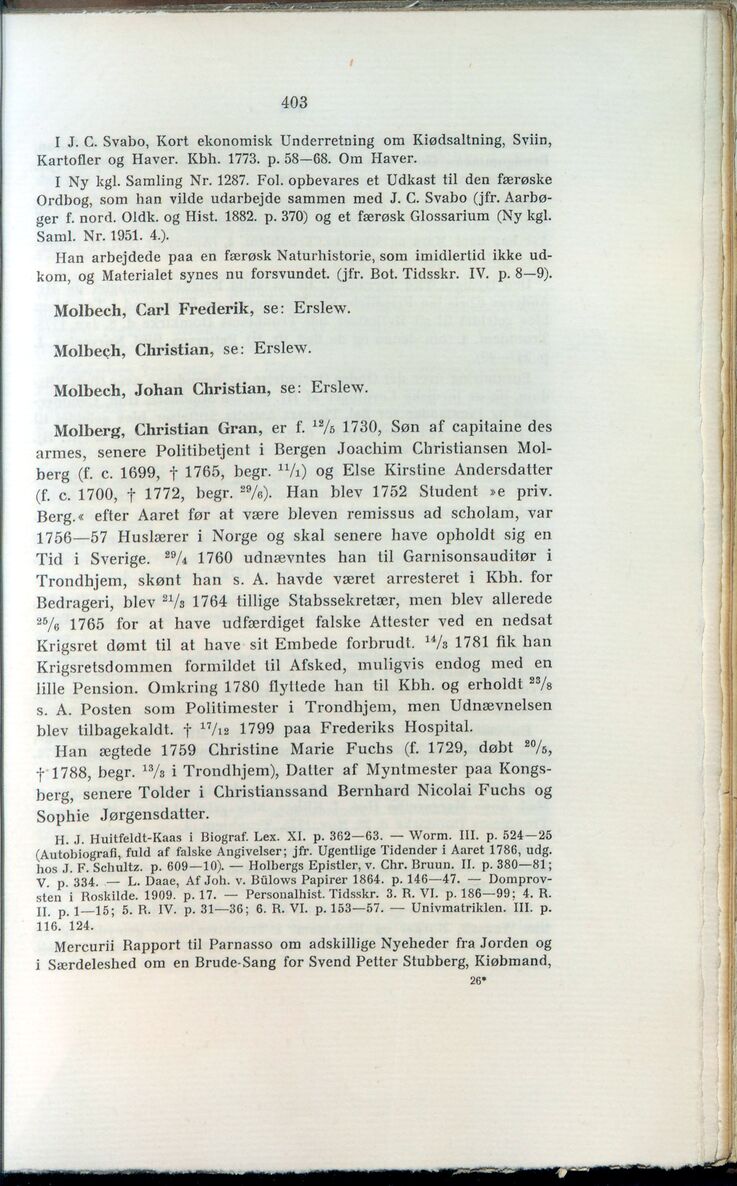 403
I J. C. Svabo, Kort ekonomisk Underretning om Kiødsaltning, Sviin,
Kartofler og Haver. Kbh. 1773. p. 58—68. Om Haver.
I Ny kgl. Samling Nr. 1287. Fol. opbevares et Udkast til den færøske
Ordbog, som han vilde udarbejde sammen med J. C. Svabo (jfr. Aarbø-
ger f. nord. Oldk. og Hist. 1882. p. 370) og et færøsk Glossarium (Ny kgl.
Saml. Nr. 1951. 4.).
Han arbejdede paa en færøsk Naturhistorie, som imidlertid ikke ud-
kom, og Materialet synes nu forsvundet. (jfr. Bot. Tidsskr. IV. p. 8—9).
Molbech, Carl Frederik, se: Erslew.
Molbech, Christian, se: Erslew.
Molbech, Johan Christian, se: Erslew.
Molberg, Christian Gran, er f. 12/5 1730, Søn af capitaine des
armes, senere Politibetjent i Bergen Joachim Christiansen Mol-
berg (f. c. 1699, † 1765, begr. 11/1) og Else Kirstine Andersdatter
(f. c. 1700, † 1772, begr. 29/6). Han blev 1752 Student »e priv.
Berg.« efter Aaret før at være bleven remissus ad scholam, var
1756—57 Huslærer i Norge og skal senere have opholdt sig en
Tid i Sverige. 29/4 1760 udnævntes han til Garnisonsauditør i
Trondhjem, skønt han s. A. havde været arresteret i Kbh. for
Bedrageri, blev 21/3 1764 tillige Stabssekretær, men blev allerede
25/6 1765 for at have udfærdiget falske Attester ved en nedsat
Krigsret dømt til at have sit Embede forbrudt. 14/3 1781 fik han
Krigsretsdommen formildet til Afsked, muligvis endog med en
lille Pension. Omkring 1780 flyttede han til Kbh. og erholdt 23/8
s. A. Posten som Politimester i Trondhjem, men Udnævnelsen
blev tilbagekaldt. † 17/12 1799 paa Frederiks Hospital.
Han ægtede 1759 Christine Marie Fuchs (f. 1729, døbt 20/5,
† 1788, begr. 13/3 i Trondhjem), Datter af Myntmester paa Kongs-
berg, senere Tolder i Christianssand Bernhard Nicolai Fuchs og
Sophie Jørgensdatter.
H. J. Huitfeldt-Kaas i Biograf. Lex. XI. p. 362—63. — Worm. III. p. 524—25
(Autobiografi, fuld af falske Angivelser; jfr. Ugentlige Tidender i Aaret 1786, udg.
hos J. F. Schultz. p. 609—10). — Holbergs Epistler, v. Chr. Bruun. II. p. 380—81;
V. p. 334. — L. Daae, Af Joh. v. Bülows Papirer 1864. p. 146—47. — Domprov-
sten i Roskilde. 1909. p. 17. — Personalhist. Tidsskr. 3. R. VI. p. 186—99; 4. R.
II. p. 1—15; 5. R. IV. p. 31—36; 6. R. VI. p. 153—57. — Univmatriklen. III. p.
116. 124.
Mercurii Rapport til Parnasso om adskillige Nyeheder fra Jorden og
i Særdeleshed om en Brude-Sang for Svend Petter Stubberg, Kiøbmand,
26*